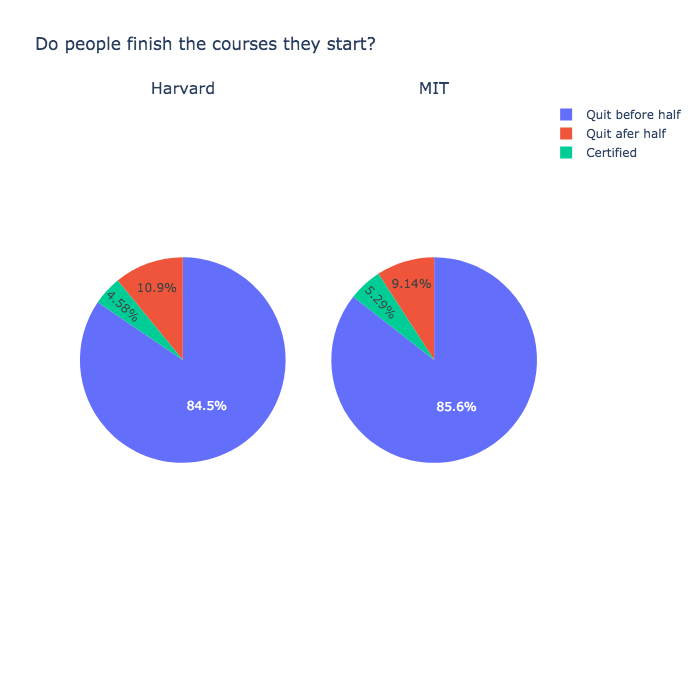 Do people finish the courses they start?
Harvard
MIT
Quit before half
Quit afer half
Certified
10.9%
4.58%
84.5%
9.14%
5.29%
85.6%